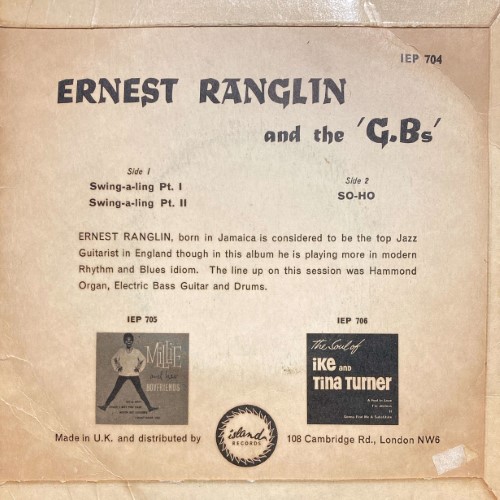 IEP 704
ERNEST RANGLIN
and the 'G.Bs'
Side 1
Swing-a-ling Pt. I
Swing-a-ling Pt. II
Side 2
SO-HO
ERNEST RANGLIN, born in Jamaica is considered to be the top Jazz
Guitarist in England though in this album he is playing more in modern
Rhythm and Blues idiom. The line up on this session was Hammond
Organ, Electric Bass Guitar and Drums.
IEP 705
MILLIE
and her
BOYFRIENDS
IEP 706
The Soul of
IKE AND
TINA TURNER
Made in U.K. and distributed by
island
RECORDS
108 Cambridge Rd., London NW6